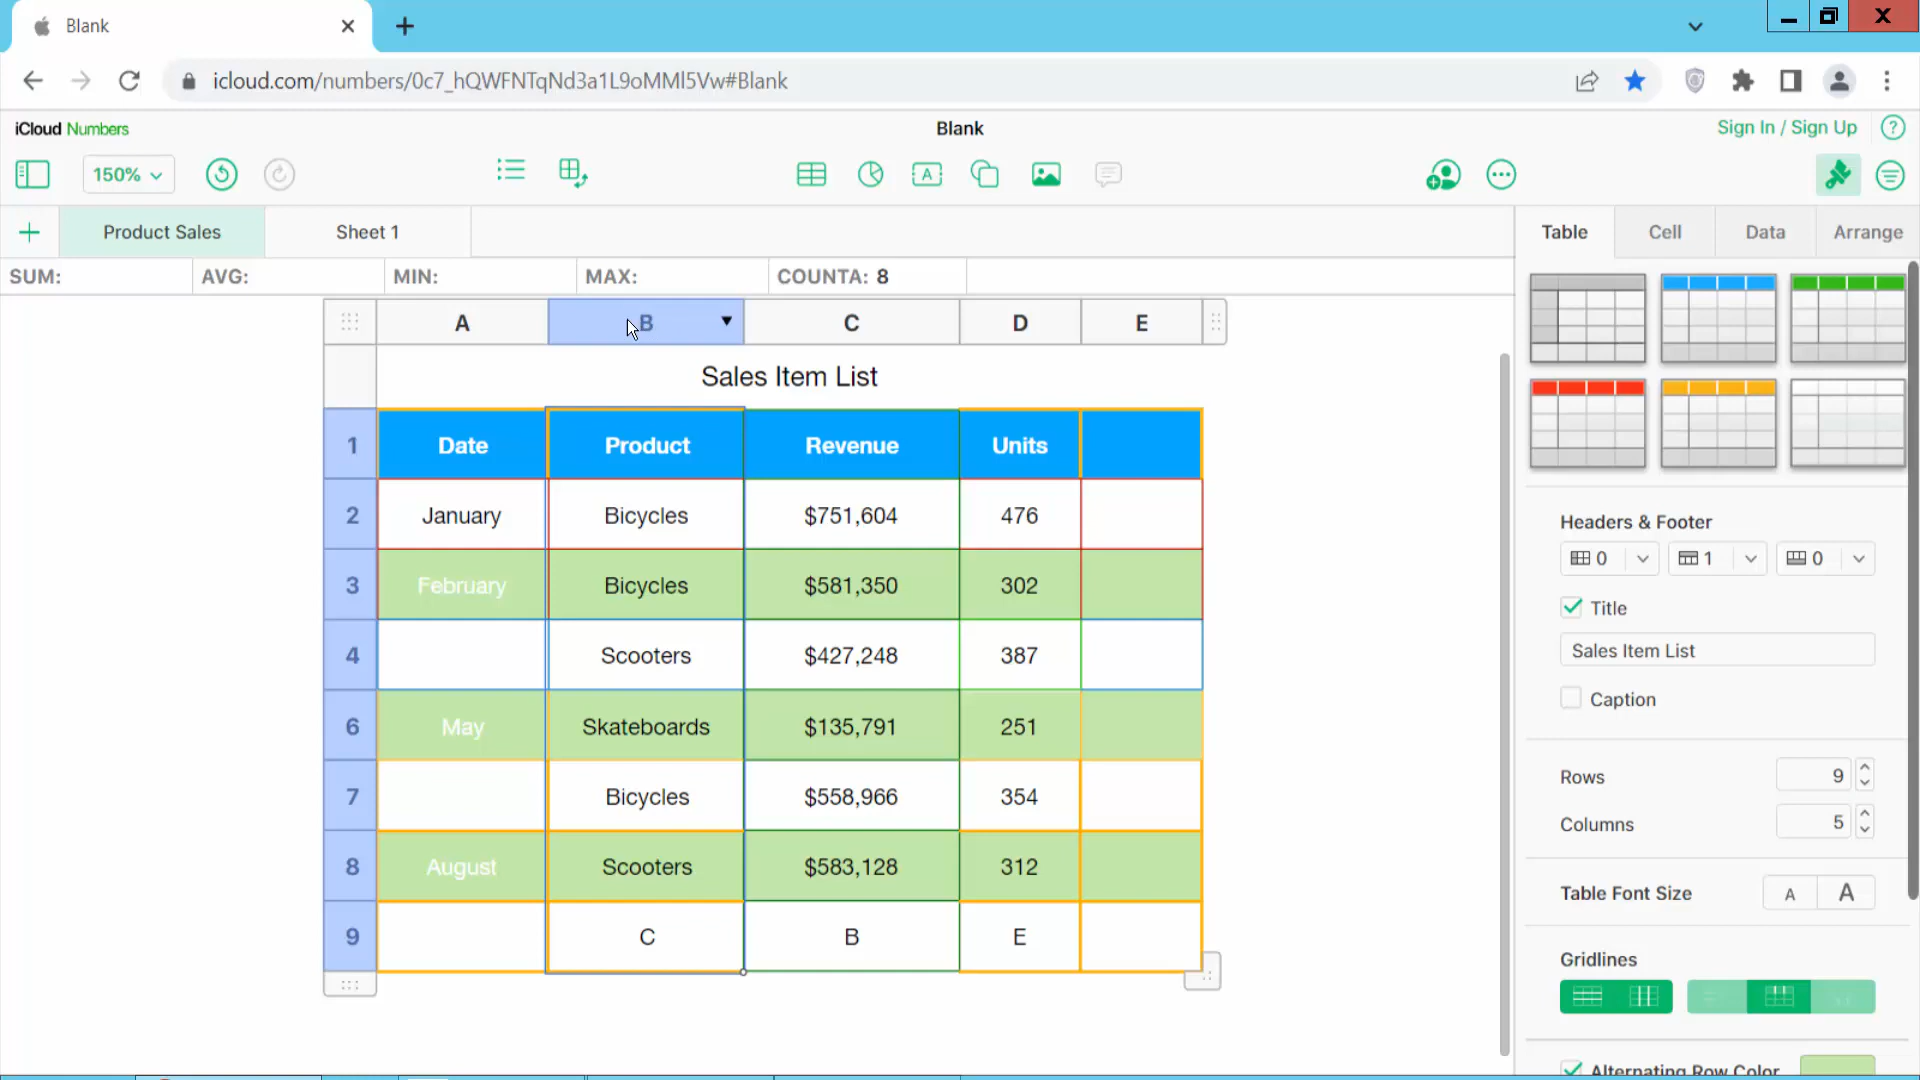 Blank
icloud.com/numbers/0c7_hQWFNTqNd3a1L9oMMl5Vw#Blank
iCloud Numbers
Blank
Sign In / Sign Up
150%
Product Sales
Sheet 1
Table
Cell
Data
Arrange
SUM:
AVG:
MIN:
MAX:
COUNTA: 8
A
B
C
D
E
Sales Item List
1 Date Product Revenue Units
2 January Bicycles $751,604 476
3 February Bicycles $581,350 302
4 Scooters $427,248 387
6 May Skateboards $135,791 251
7 Bicycles $558,966 354
8 August Scooters $583,128 312
9 C B E
Headers & Footer
0
1
0
Title
Sales Item List
Caption
Rows 9
Columns 5
Table Font Size A A
Gridlines
Alternating Row Color